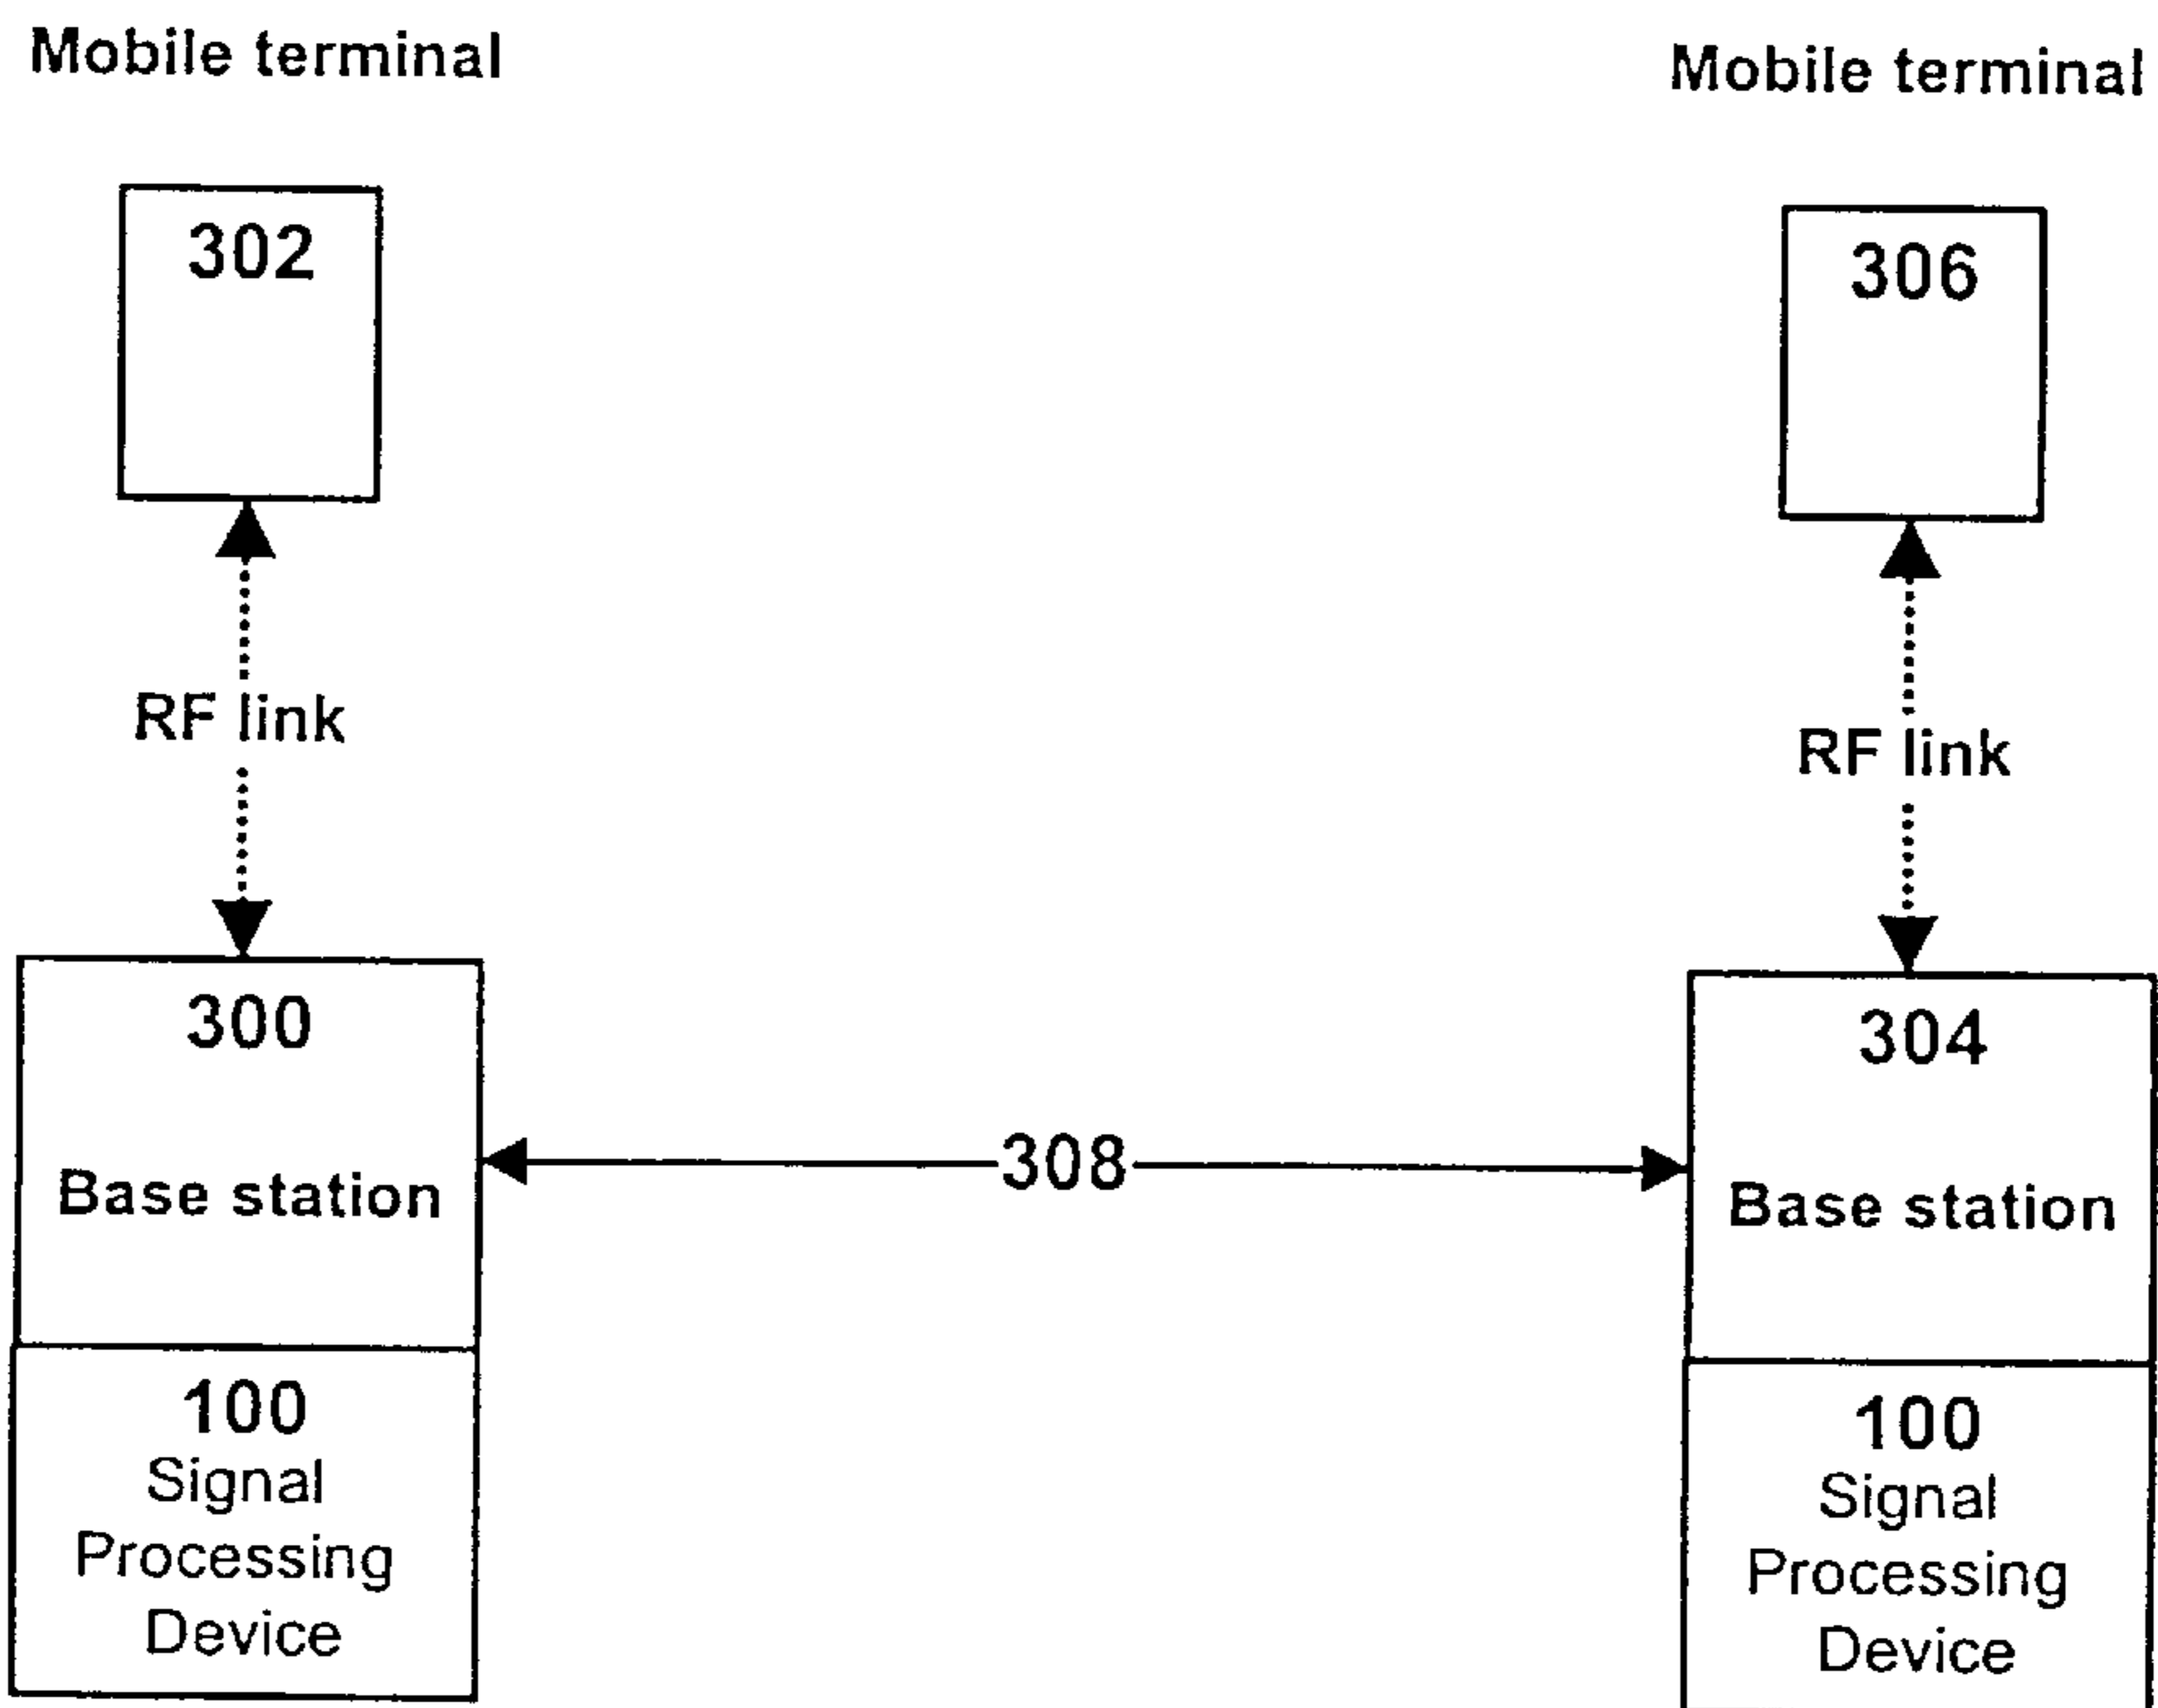 Mobile terminal
Mobile terminal
302
306
RF link
RF link
300
304
308
Base station
Base station
100
Signal
Processing
Device
100
Signal
Processing
Device